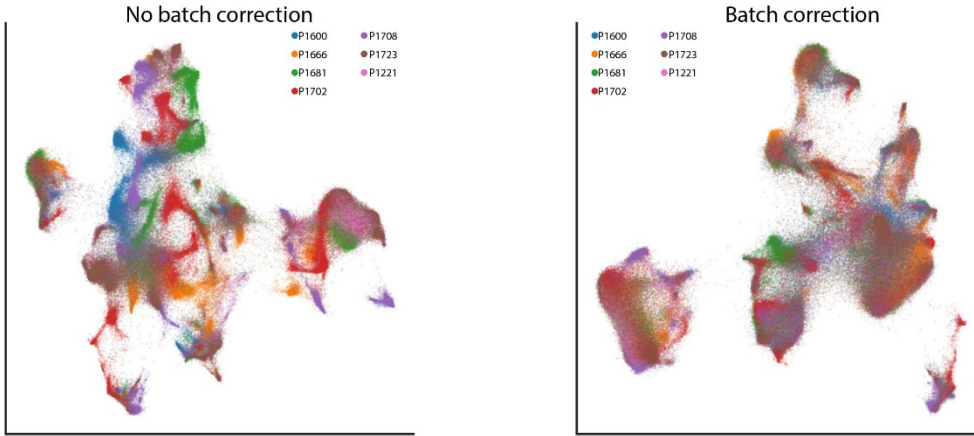 No batch correction
P1600 P1708
P1666 P1723
P1681 P1221
P1702
Batch correction
P1600 P1708
P1666 P1723
P1681 P1221
P1702